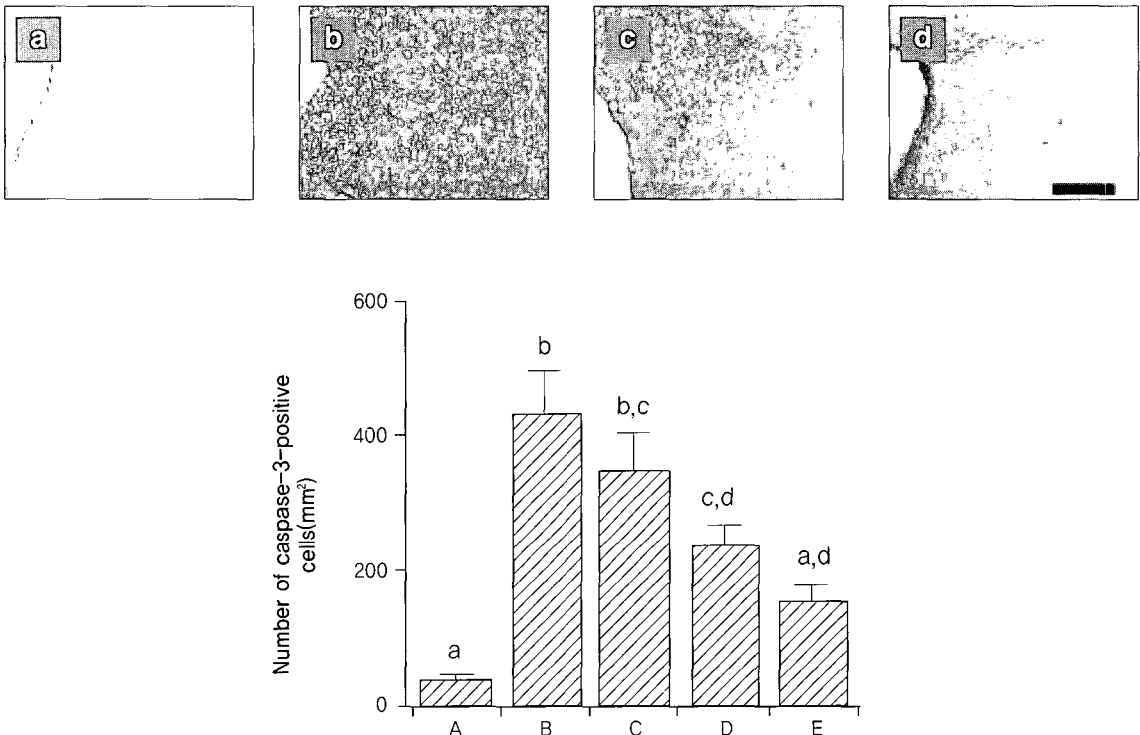 a
b
c
d
600
400
200
0
Number of caspase-3-positive
cells(mm²)
a
b
b,c
c,d
a,d
A
B
C
D
E